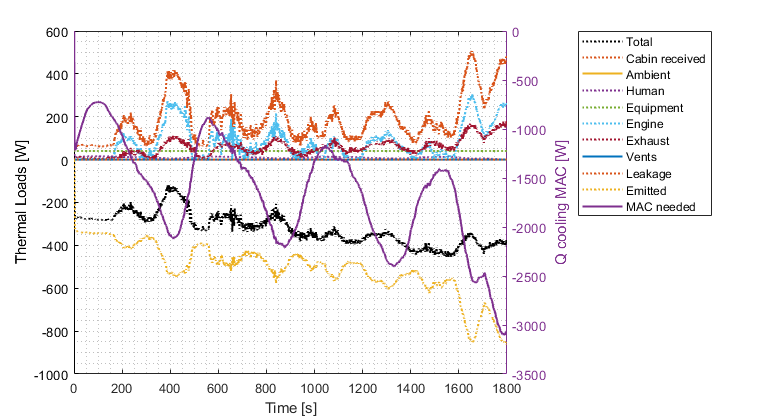 600
400
200
0
-200
-400
-600
-800
-1000
Thermal Loads [W]
0
200
400
600
800
1000
1200
1400
1600
1800
Time [s]
0
-500
-1000
-1500
-2000
-2500
-3000
-3500
Q cooling MAC [W]
Total
Cabin received
Ambient
Human
Equipment
Engine
Exhaust
Vents
Leakage
Emitted
MAC needed